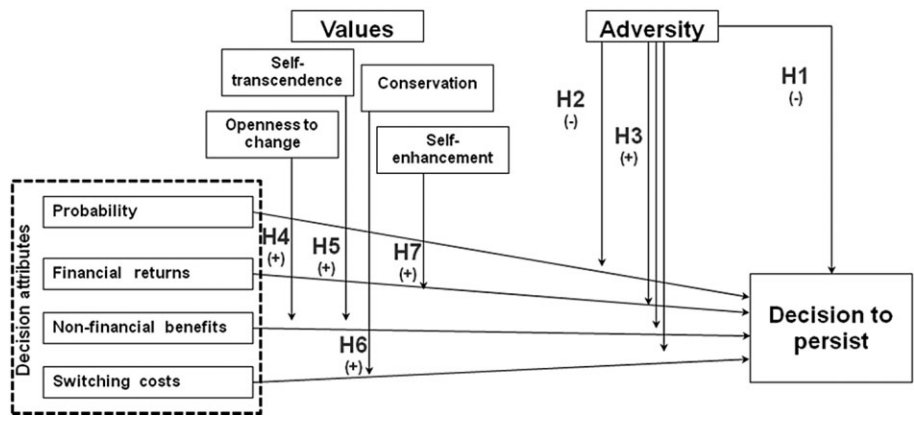 Values
Adversity
Self-
transcendence
Conservation
Openness to
change
Self-
enhancement
H1
(-)
H2
(-)
H3
(+)
Decision attributes
Probability
Financial returns
Non-financial benefits
Switching costs
H4
(+)
H5
(+)
H7
(+)
H6
(+)
Decision to
persist